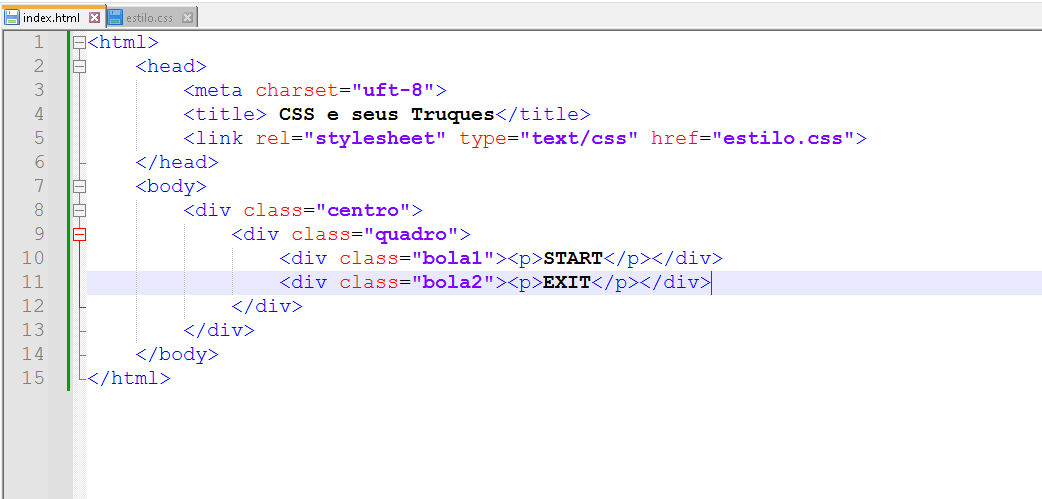 index.html estilo.css
1 <html>
2 <head>
3 <meta charset="uft-8">
4 <title> CSS e seus Truques</title>
5 <link rel="stylesheet" type="text/css" href="estilo.css">
6 </head>
7 <body>
8 <div class="centro">
9 <div class="quadro">
10 <div class="bola1"><p>START</p></div>
11 <div class="bola2"><p>EXIT</p></div>
12 </div>
13 </div>
14 </body>
15 </html>